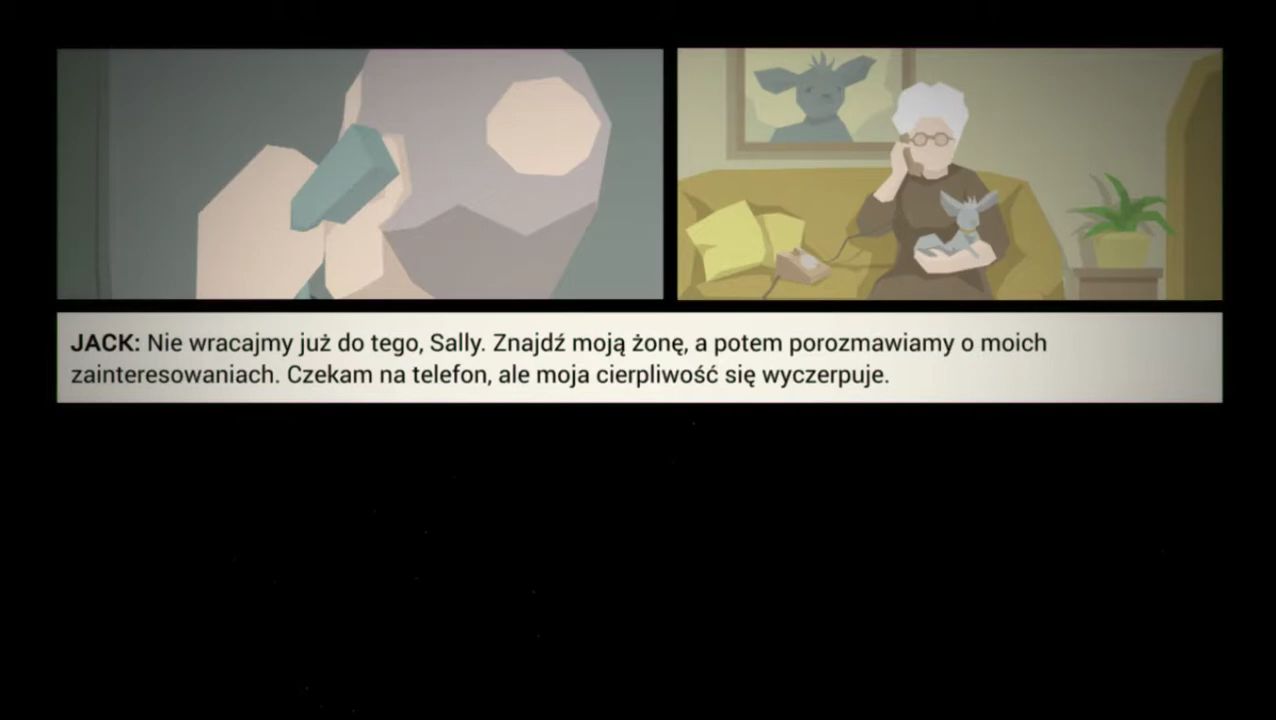 JACK: Nie wracajmy już do tego, Sally. Znajdź moją żonę, a potem porozmawiamy o moich
zainteresowaniach. Czekam na telefon, ale moja cierpliwość się wyczerpuje.